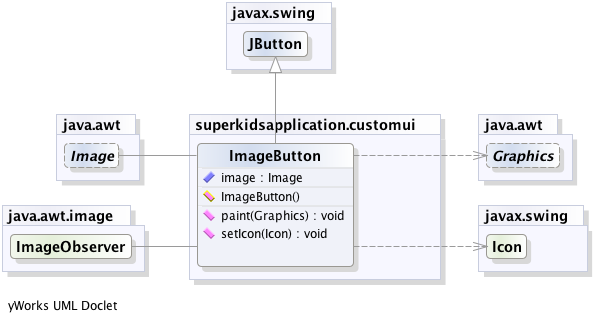 javax.swing
JButton
java.awt
Image
superkidsapplication.customui
java.awt
Graphics
ImageButton
image : Image
ImageButton()
paint(Graphics) : void
setIcon(Icon) : void
java.awt.image
ImageObserver
javax.swing
Icon
yWorks UML Doclet